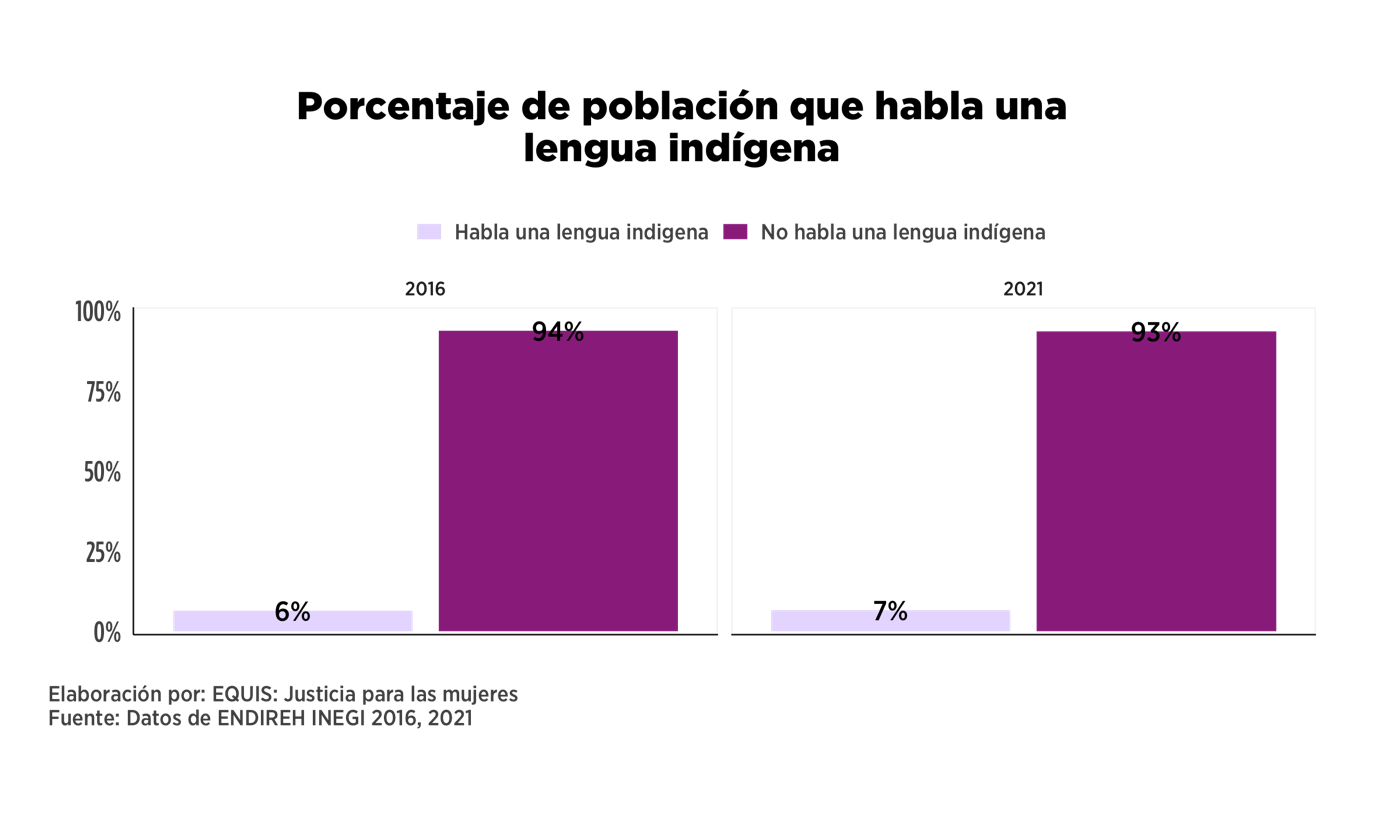 Porcentaje de población que habla una
lengua indígena
Habla una lengua indigena No habla una lengua indígena
2016 2021
100%
75%
50%
25%
0%
94%
93%
6%
7%
Elaboración por: EQUIS: Justicia para las mujeres
Fuente: Datos de ENDIREH INEGI 2016, 2021